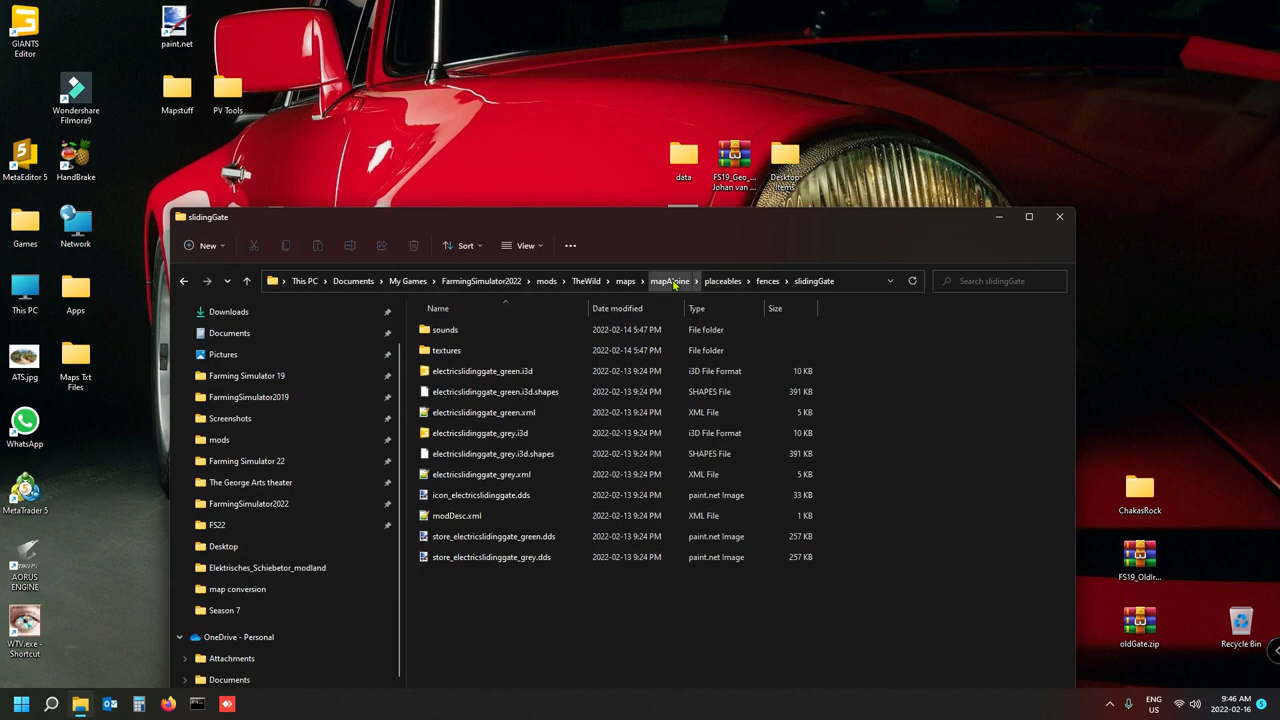 GIANTS
Editor
paint.net
Wondershare
Filmora9
Mapstuff
PV Tools
MetaEditor 5
HandBrake
data
FS19_Geo_...
Johan van ...
Desktop
Items
Games
Network
This PC
Apps
ATS.jpg
Maps Txt
Files
WhatsApp
MetaTrader 5
AORUS
ENGINE
WTV.exe -
Shortcut
ChakasRock
FS19_OldIr...
oldGate.zip
Recycle Bin
slidingGate
New
Sort
View
This PC
Documents
My Games
FarmingSimulator2022
mods
TheWild
maps
mapAlpine
placeables
fences
slidingGate
Search slidingGate
Downloads
Documents
Pictures
Farming Simulator 19
FarmingSimulator2019
Screenshots
mods
Farming Simulator 22
The George Arts theater
FarmingSimulator2022
FS22
Desktop
Elektrisches_Schiebetor_modland
map conversion
Season 7
OneDrive - Personal
Attachments
Documents
Name Date modified Type Size
sounds 2022-02-14 5:47 PM File folder
textures 2022-02-14 5:47 PM File folder
electricslidinggate_green.i3d 2022-02-13 9:24 PM i3D File Format 10 KB
electricslidinggate_green.i3d.shapes 2022-02-13 9:24 PM SHAPES File 391 KB
electricslidinggate_green.xml 2022-02-13 9:24 PM XML File 5 KB
electricslidinggate_grey.i3d 2022-02-13 9:24 PM i3D File Format 10 KB
electricslidinggate_grey.i3d.shapes 2022-02-13 9:24 PM SHAPES File 391 KB
electricslidinggate_grey.xml 2022-02-13 9:24 PM XML File 5 KB
icon_electricslidinggate.dds 2022-02-13 9:24 PM paint.net Image 33 KB
modDesc.xml 2022-02-13 9:24 PM XML File 1 KB
store_electricslidinggate_green.dds 2022-02-13 9:24 PM paint.net Image 257 KB
store_electricslidinggate_grey.dds 2022-02-13 9:24 PM paint.net Image 257 KB
ENG
US
9:46 AM
2022-02-16
5